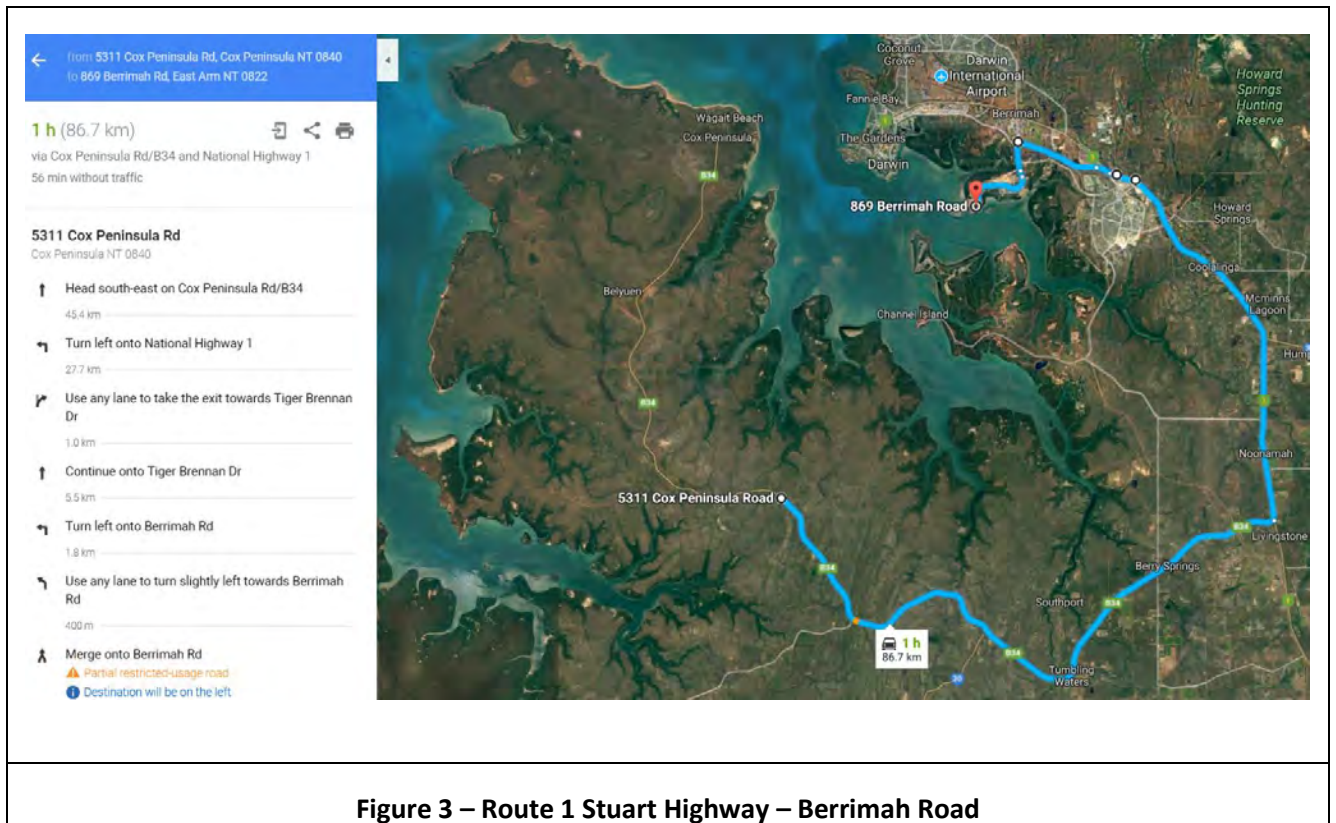 from 5311 Cox Peninsula Rd, Cox Peninsula NT 0840
to 869 Berrimah Rd, East Arm NT 0822
1 h (86.7 km)
via Cox Peninsula Rd/B34 and National Highway 1
56 min without traffic
5311 Cox Peninsula Rd
Cox Peninsula NT 0840
Head south-east on Cox Peninsula Rd/B34
45.4 km
Turn left onto National Highway 1
27.7 km
Use any lane to take the exit towards Tiger Brennan
Dr
1.0 km
Continue onto Tiger Brennan Dr
5.5 km
Turn left onto Berrimah Rd
1.8 km
Use any lane to turn slightly left towards Berrimah
Rd
400 m
Merge onto Berrimah Rd
Partial restricted-usage road
Destination will be on the left
Coconut
Grove
Darwin
International
Airport
Howard
Springs
Hunting
Reserve
Fannie Bay
1
Berrimah
Wagait Beach
Cox Peninsula
The Gardens
Darwin
1
B34
869 Berrimah Road
Howard
Springs
Coolalinga
Belyuen
Mcminns
Lagoon
Channel Island
Hump
B34
1
Noonamah
5311 Cox Peninsula Road
B34
Livingstone
B34
Berry Springs
Southport
B34
1
1 h
86.7 km
B34
Tumbling
Waters
30
Figure 3 – Route 1 Stuart Highway – Berrimah Road